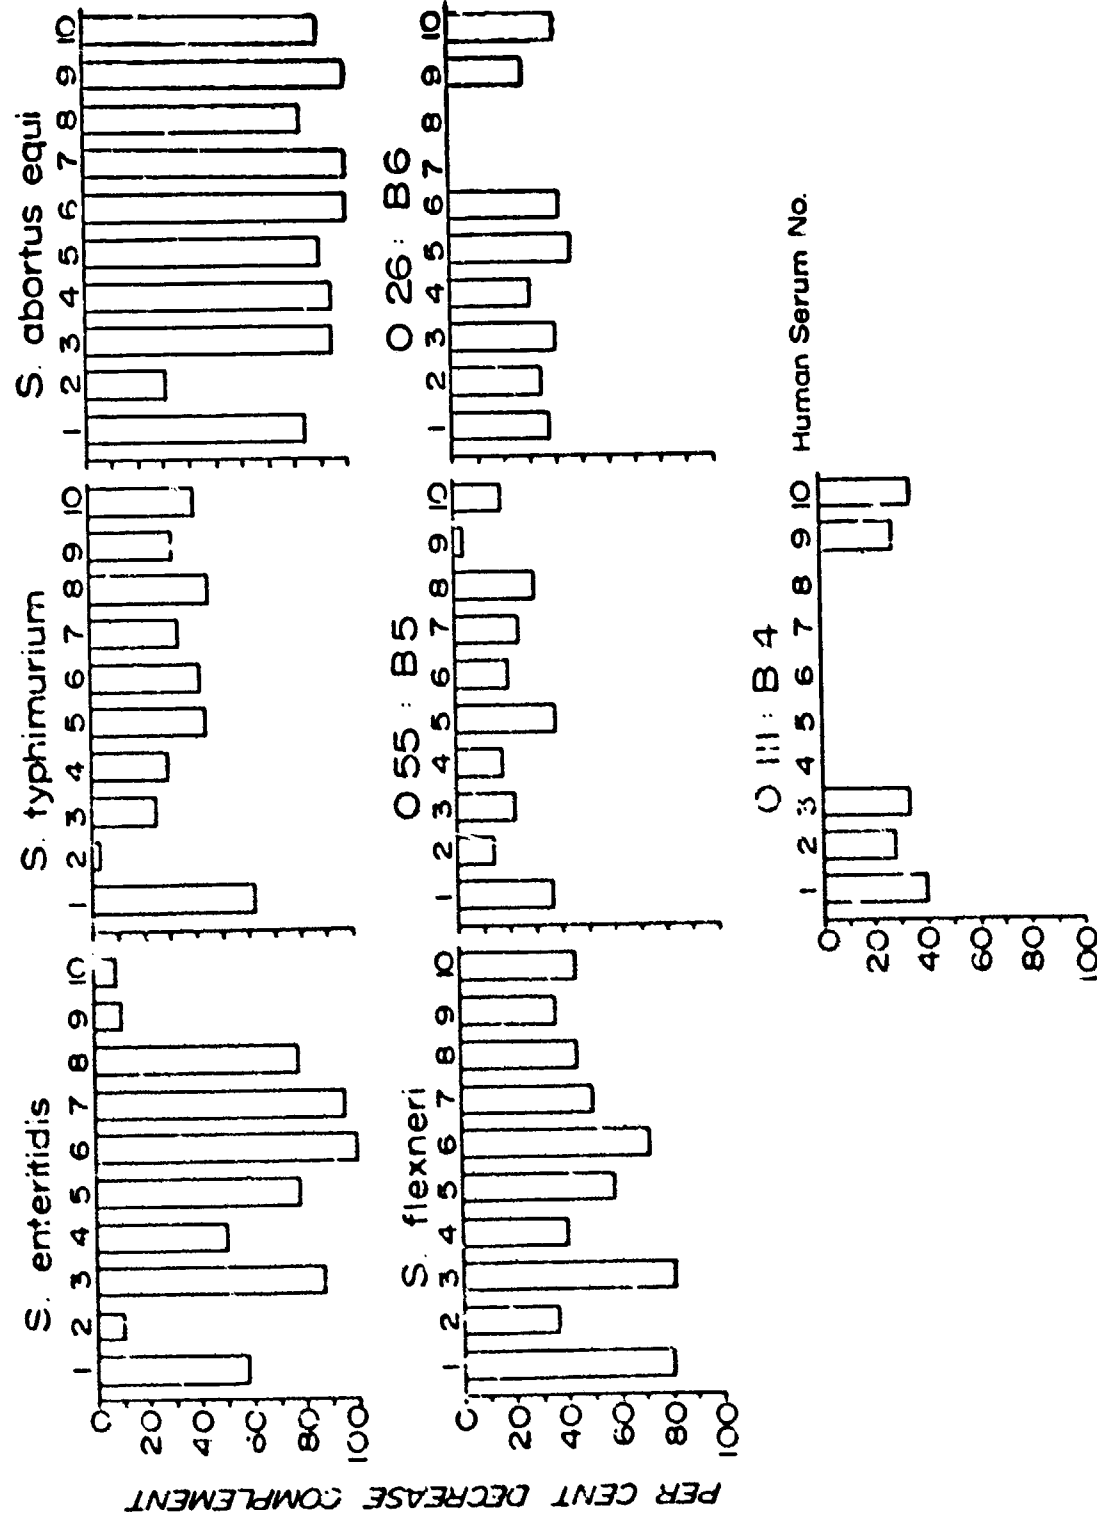 S. enteritidis
1 2 3 4 5 6 7 8 9 10
0
20
40
60
80
100
S. typhimurium
1 2 3 4 5 6 7 8 9 10
S. abortus equi
1 2 3 4 5 6 7 8 9 10
PER CENT DECREASE COMPLEMENT
S. flexneri
1 2 3 4 5 6 7 8 9 10
0
20
40
60
80
100
O 55 : B5
1 2 3 4 5 6 7 8 9 10
O 26 : B6
1 2 3 4 5 6 7 8 9 10
O 111 : B4
1 2 3 4 5 6 7 8 9 10 Human Serum No.
0
20
40
60
80
100